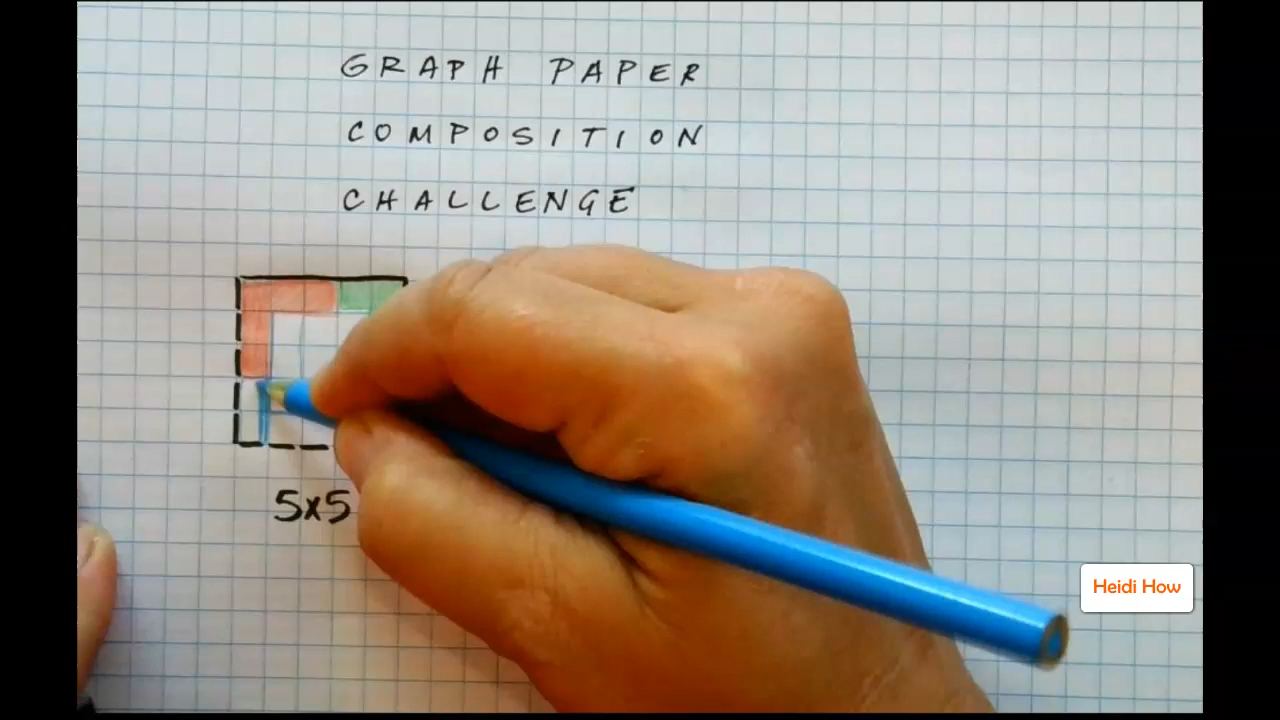 GRAPH PAPER
COMPOSITION
CHALLENGE
5x5
Heidi How